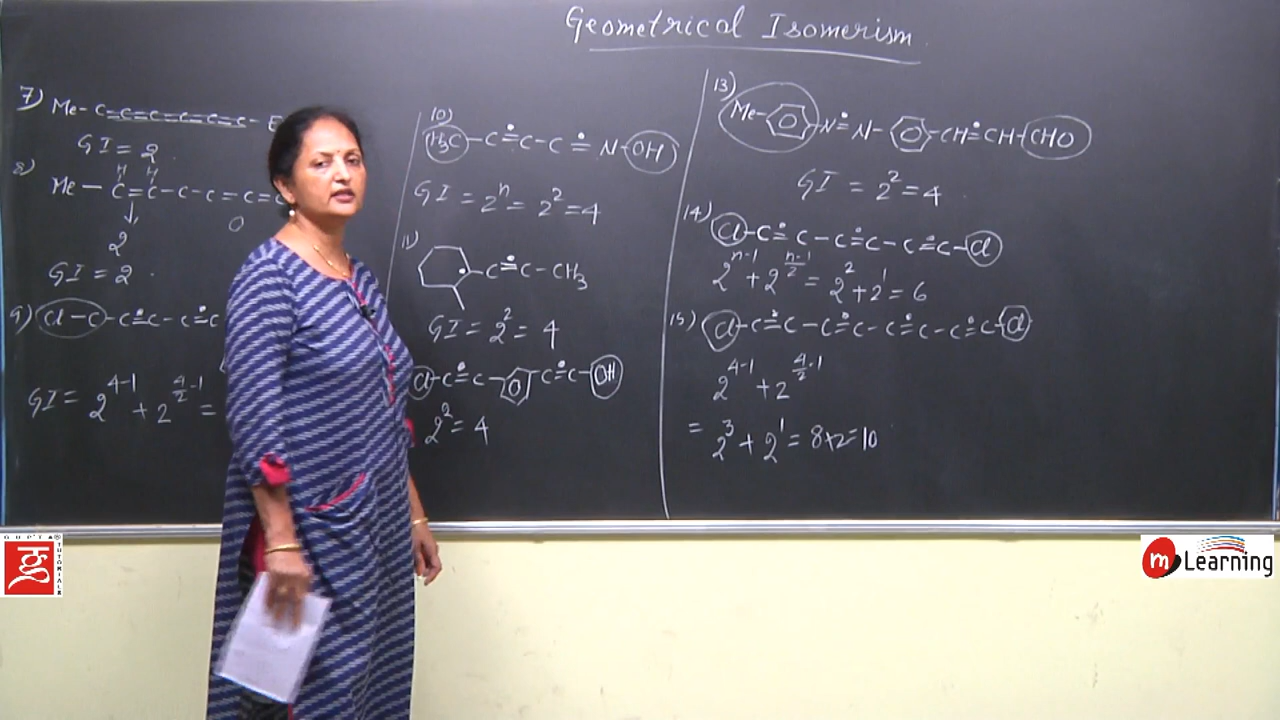 Geometrical Isomerism
7) Me- C=C=C=C=C=C- E
GI = 2
8) H H
Me - C=C-C-C=C=C
↓
2 0
GI = 2
9) Cl-C-C=C-C=C
GI = 2^(4-1) + 2^(4/2-1) =
10) H3C-C=C-C=N-OH
GI = 2^n = 2^2 = 4
11) -C=C-CH3
GI = 2^2 = 4
Cl-C=C- -C=C-OH
2^2 = 4
13) Me- -N=N- -CH=CH-CHO
GI = 2^2 = 4
14) Cl-C=C-C=C-C=C-Cl
2^(n-1) + 2^((n-1)/2) = 2^2 + 2^1 = 6
15) Cl-C=C-C=C-C=C-C=C-Cl
2^(4-1) + 2^(4/2-1)
= 2^3 + 2^1 = 8+2=10
GUPTA®
TUTORIALS
m Learning